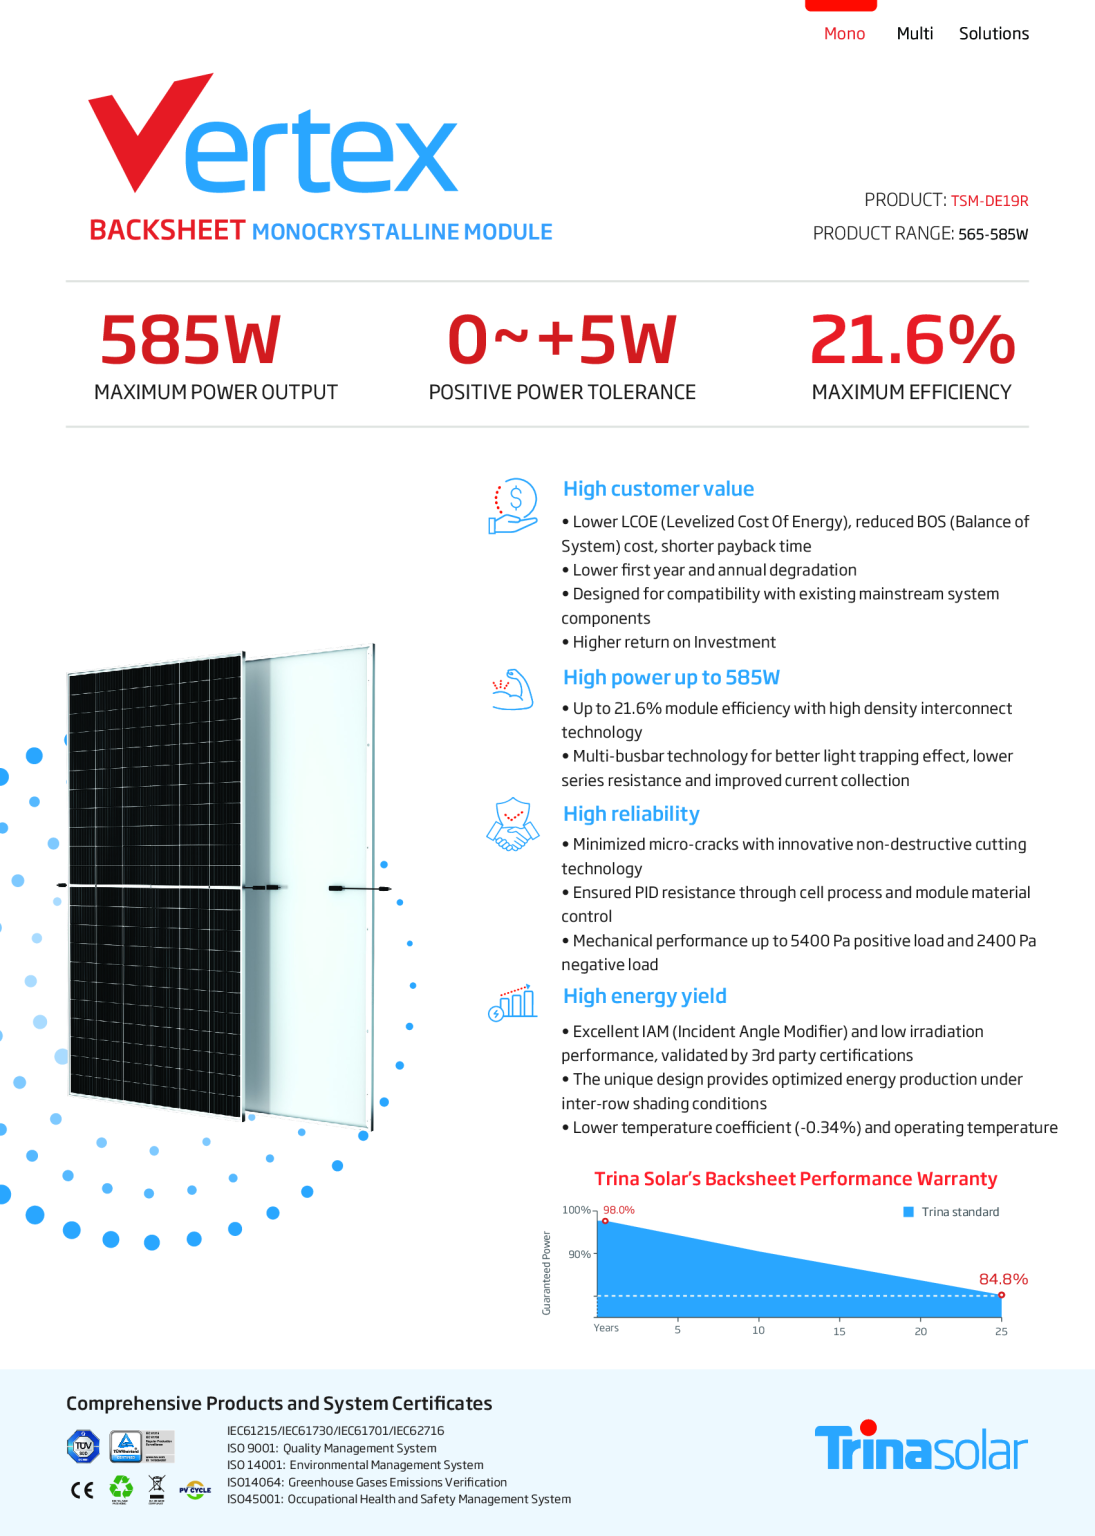 Mono Multi Solutions
Vertex
BACKSHEET MONOCRYSTALLINE MODULE
PRODUCT: TSM-DE19R
PRODUCT RANGE: 565-585W
585W
MAXIMUM POWER OUTPUT
0~+5W
POSITIVE POWER TOLERANCE
21.6%
MAXIMUM EFFICIENCY
High customer value
• Lower LCOE (Levelized Cost Of Energy), reduced BOS (Balance of
System) cost, shorter payback time
• Lower first year and annual degradation
• Designed for compatibility with existing mainstream system
components
• Higher return on Investment
High power up to 585W
• Up to 21.6% module efficiency with high density interconnect
technology
• Multi-busbar technology for better light trapping effect, lower
series resistance and improved current collection
High reliability
• Minimized micro-cracks with innovative non-destructive cutting
technology
• Ensured PID resistance through cell process and module material
control
• Mechanical performance up to 5400 Pa positive load and 2400 Pa
negative load
High energy yield
• Excellent IAM (Incident Angle Modifier) and low irradiation
performance, validated by 3rd party certifications
• The unique design provides optimized energy production under
inter-row shading conditions
• Lower temperature coefficient (-0.34%) and operating temperature
Trina Solar's Backsheet Performance Warranty
100%
98.0%
Trina standard
90%
Guaranteed Power
84.8%
Years 5 10 15 20 25
Comprehensive Products and System Certificates
IEC61215/IEC61730/IEC61701/IEC62716
ISO 9001: Quality Management System
ISO 14001: Environmental Management System
ISO14064: Greenhouse Gases Emissions Verification
ISO45001: Occupational Health and Safety Management System
TÜV
CE
PV CYCLE
Trinasolar